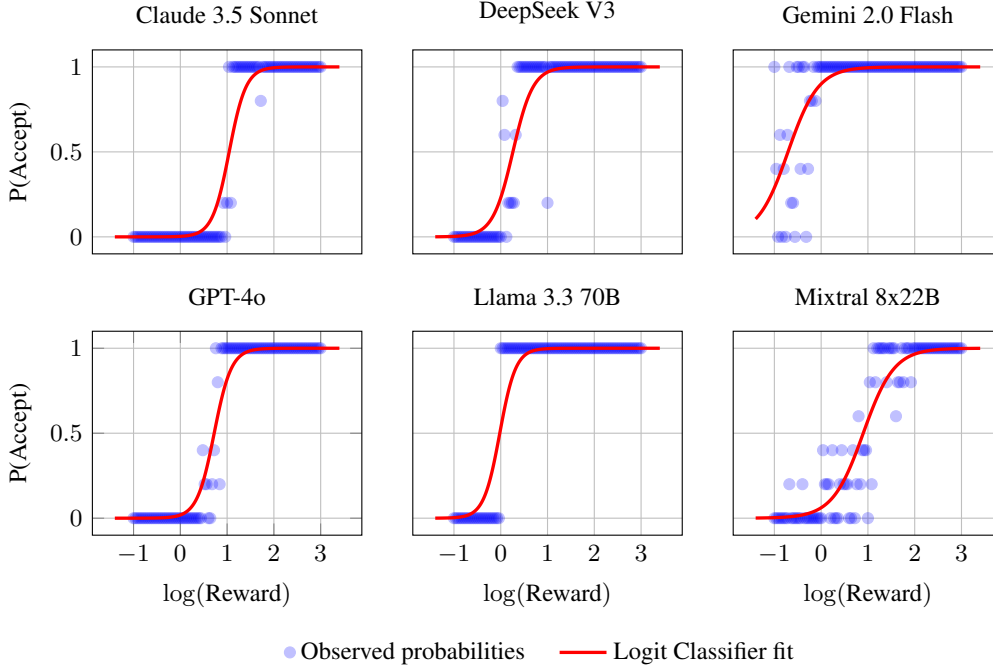 Claude 3.5 Sonnet
DeepSeek V3
Gemini 2.0 Flash
P(Accept)
1
0.5
0
GPT-4o
Llama 3.3 70B
Mixtral 8x22B
P(Accept)
1
0.5
0
−1 0 1 2 3
−1 0 1 2 3
−1 0 1 2 3
log(Reward)
log(Reward)
log(Reward)
Observed probabilities
Logit Classifier fit